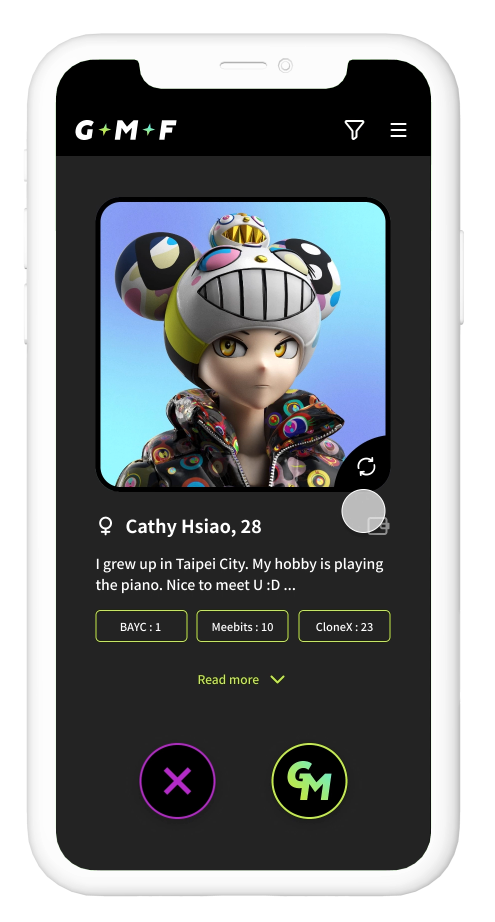 G M F
Cathy Hsiao, 28
I grew up in Taipei City. My hobby is playing
the piano. Nice to meet U :D ...
BAYC : 1 Meebits : 10 CloneX : 23
Read more
GM